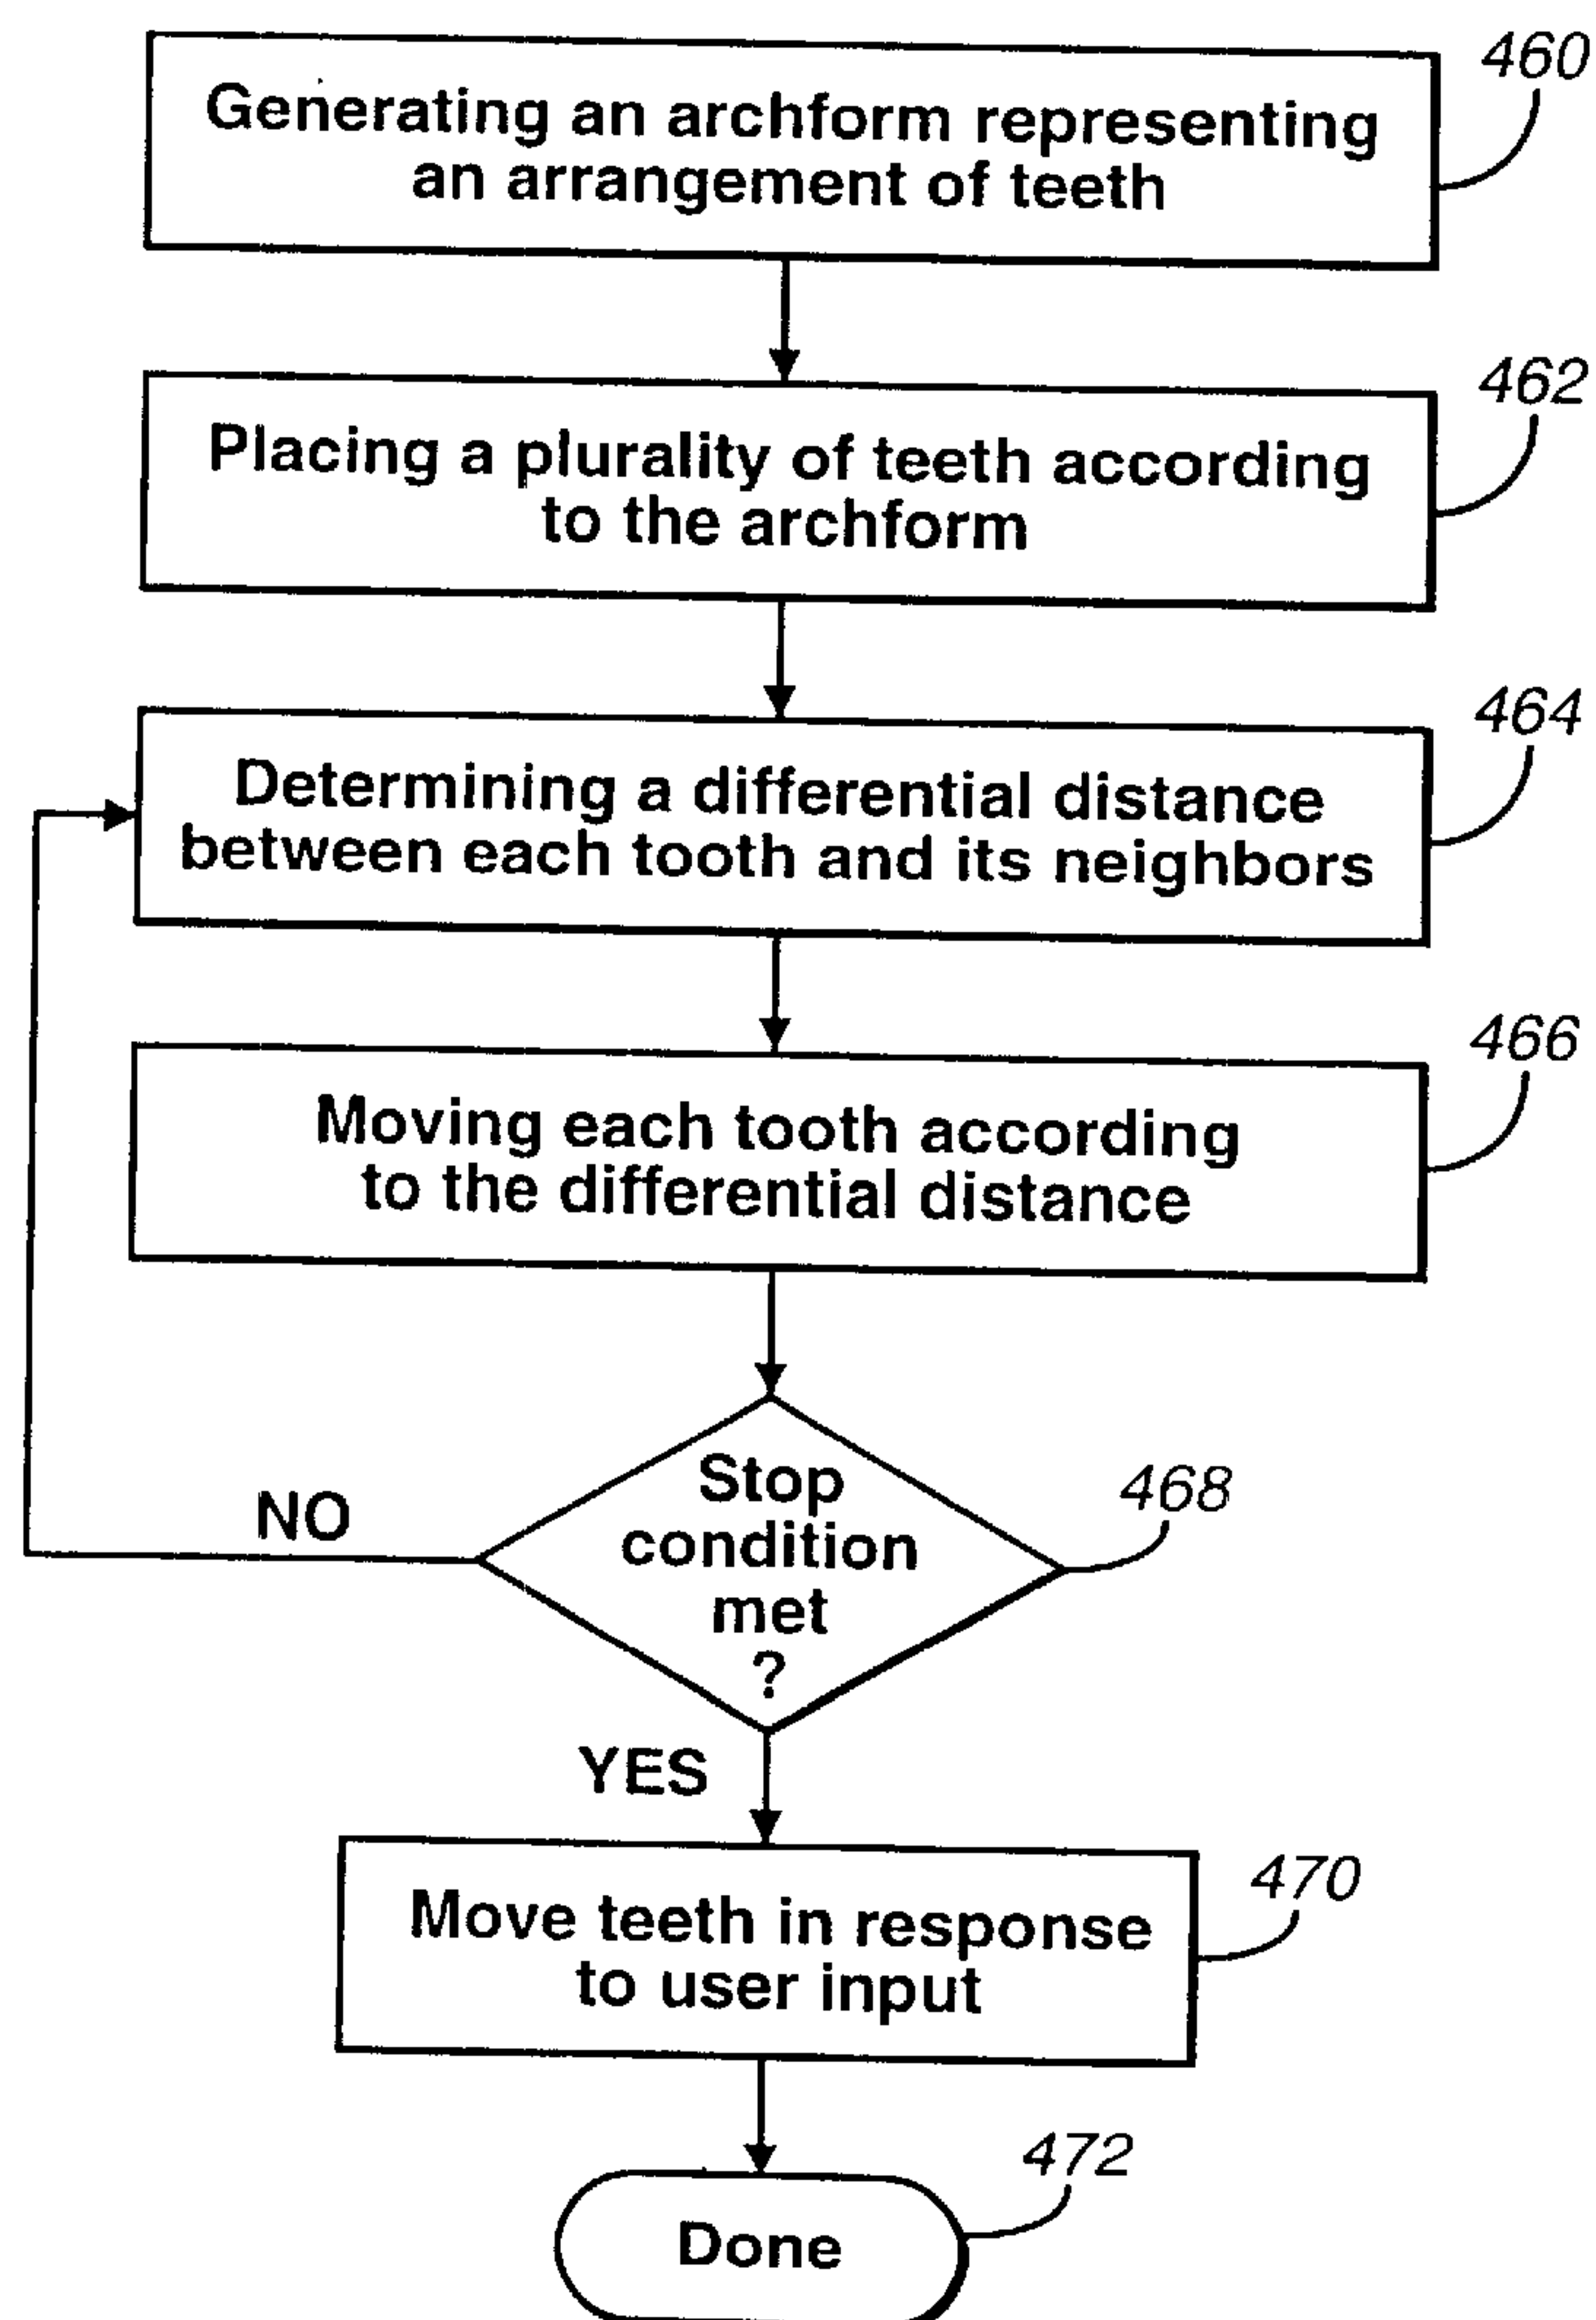 460
Generating an archform representing
an arrangement of teeth
462
Placing a plurality of teeth according
to the archform
464
Determining a differential distance
between each tooth and its neighbors
466
Moving each tooth according
to the differential distance
468
Stop
condition
met
?
NO
YES
470
Move teeth in response
to user input
472
Done